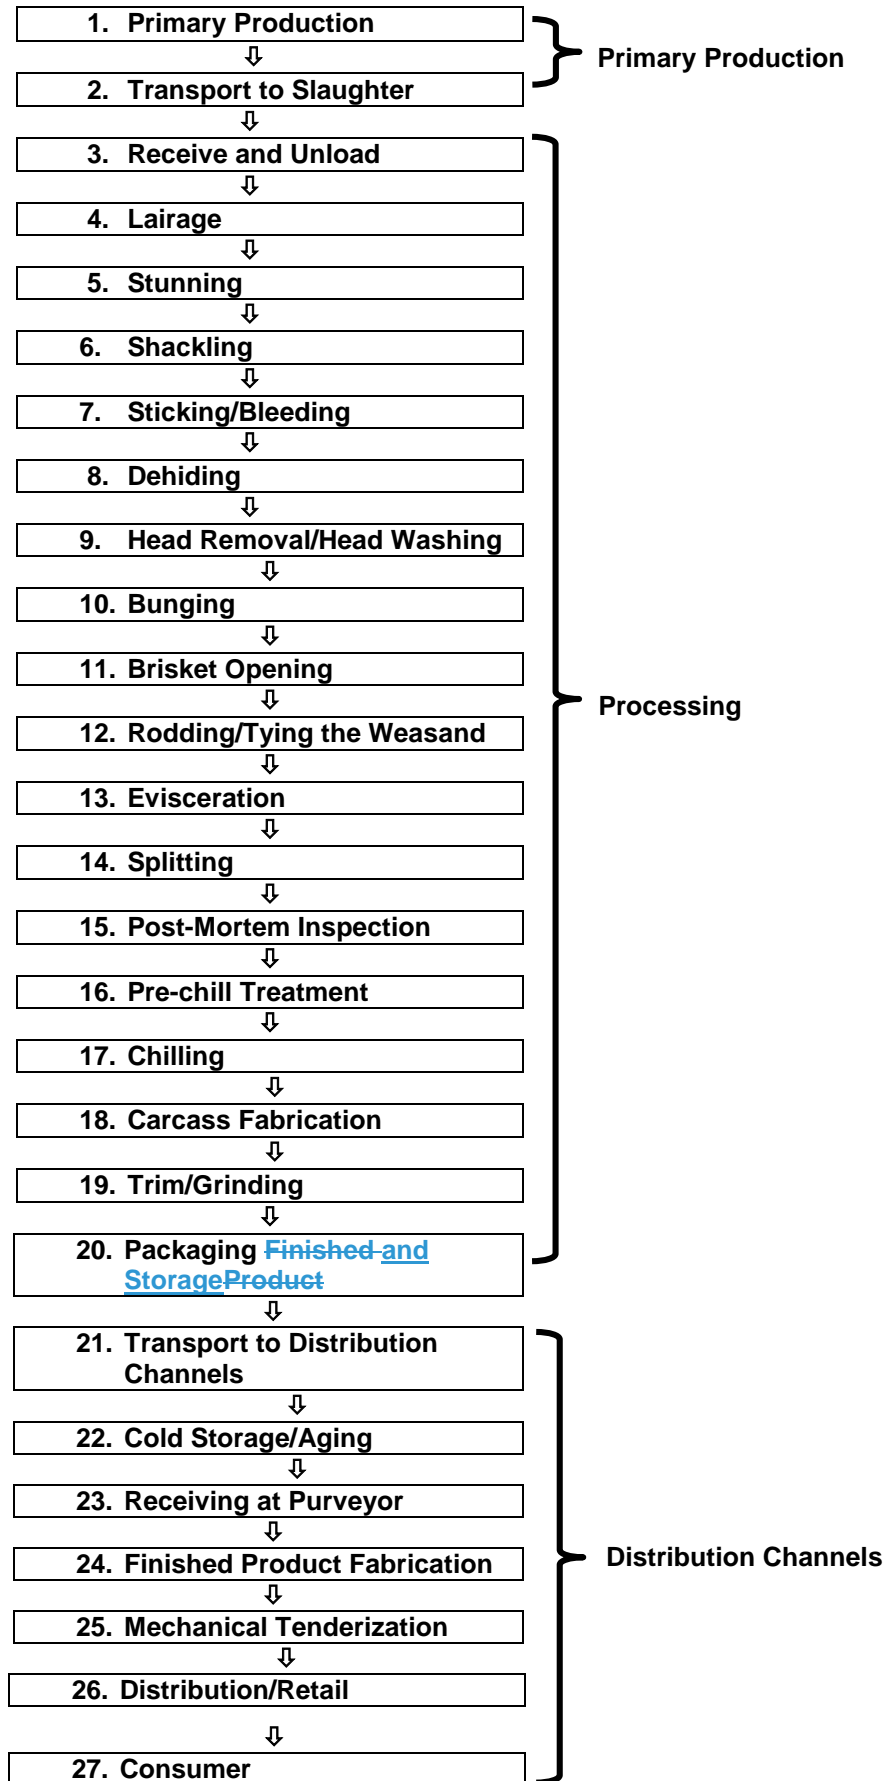 1. Primary Production
Primary Production
2. Transport to Slaughter
3. Receive and Unload
4. Lairage
5. Stunning
6. Shackling
7. Sticking/Bleeding
8. Dehiding
9. Head Removal/Head Washing
10. Bunging
11. Brisket Opening
12. Rodding/Tying the Weasand
Processing
13. Evisceration
14. Splitting
15. Post-Mortem Inspection
16. Pre-chill Treatment
17. Chilling
18. Carcass Fabrication
19. Trim/Grinding
20. Packaging Finished and
StorageProduct
21. Transport to Distribution
Channels
22. Cold Storage/Aging
23. Receiving at Purveyor
24. Finished Product Fabrication
Distribution Channels
25. Mechanical Tenderization
26. Distribution/Retail
27. Consumer